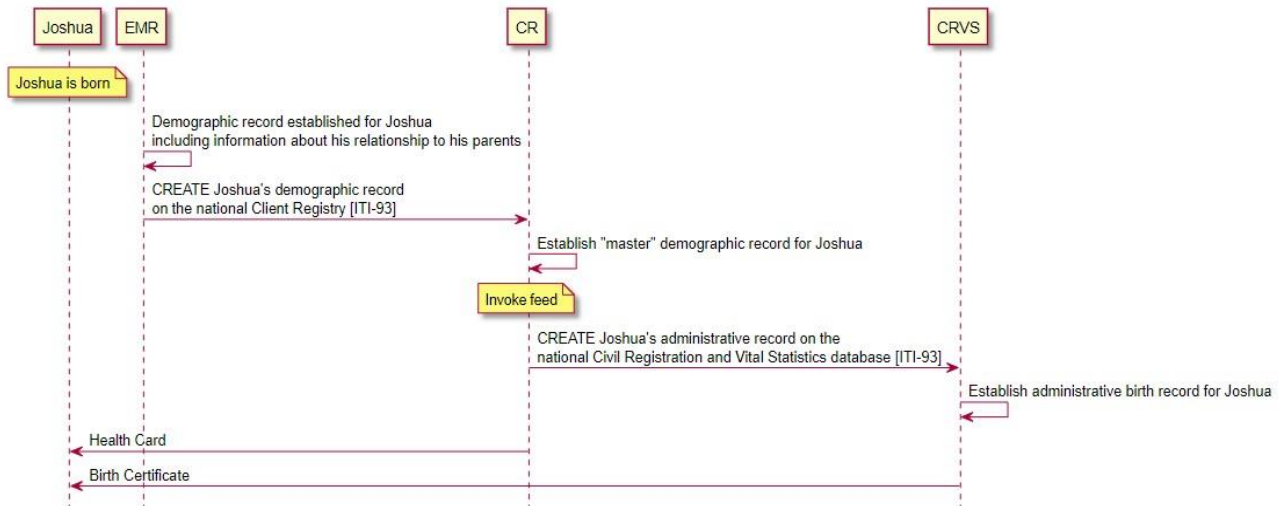 Joshua
EMR
CR
CRVS
Joshua is born
Demographic record established for Joshua
including information about his relationship to his parents
CREATE Joshua's demographic record
on the national Client Registry [ITI-93]
Establish "master" demographic record for Joshua
Invoke feed
CREATE Joshua's administrative record on the
national Civil Registration and Vital Statistics database [ITI-93]
Establish administrative birth record for Joshua
Health Card
Birth Certificate